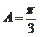 A = π/3